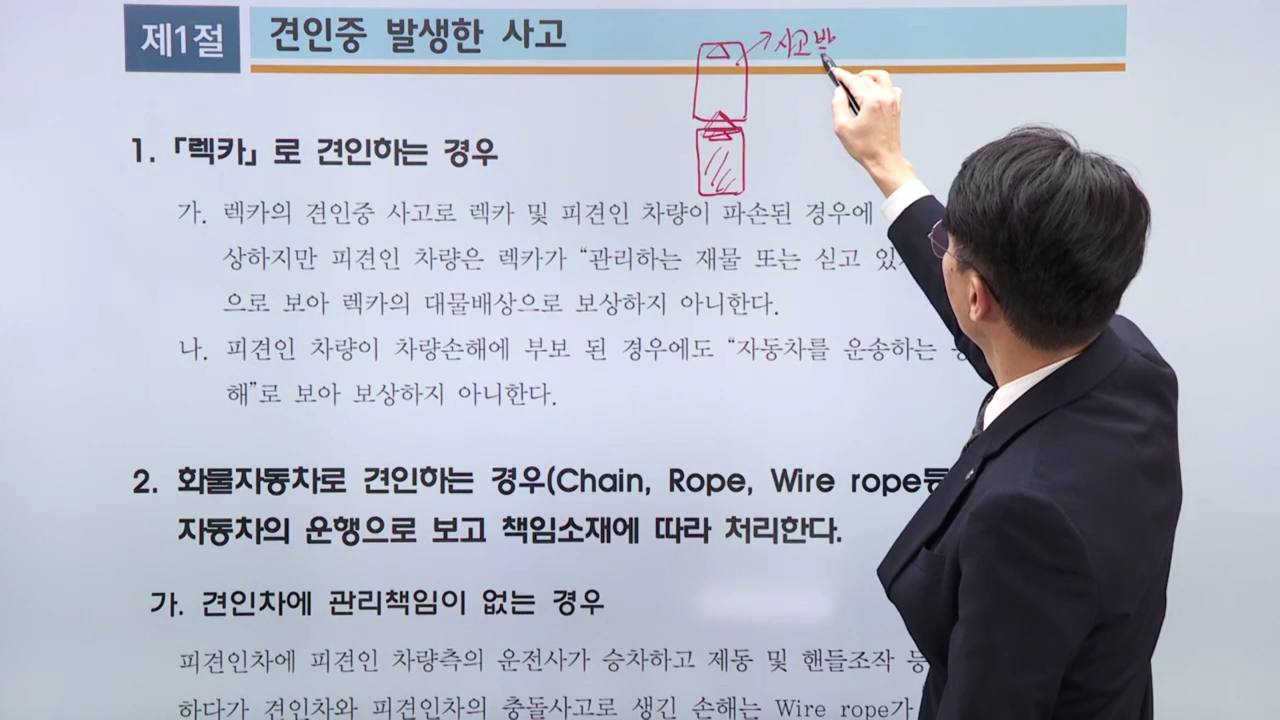 제1절 견인중 발생한 사고
사고발
1. 「렉카」로 견인하는 경우
가. 렉카의 견인중 사고로 렉카 및 피견인 차량이 파손된 경우에
상하지만 피견인 차량은 렉카가 “관리하는 재물 또는 싣고
으로 보아 렉카의 대물배상으로 보상하지 아니한다.
나. 피견인 차량이 차량손해에 부보 된 경우에도 “자동차를 운송하는
해”로 보아 보상하지 아니한다.
2. 화물자동차로 견인하는 경우(Chain, Rope, Wire rope등
자동차의 운행으로 보고 책임소재에 따라 처리한다.
가. 견인차에 관리책임이 없는 경우
피견인차에 피견인 차량측의 운전사가 승차하고 제동 및 핸들조작
하다가 견인차와 피견인차의 충돌사고로 생긴 손해는 Wire rope가